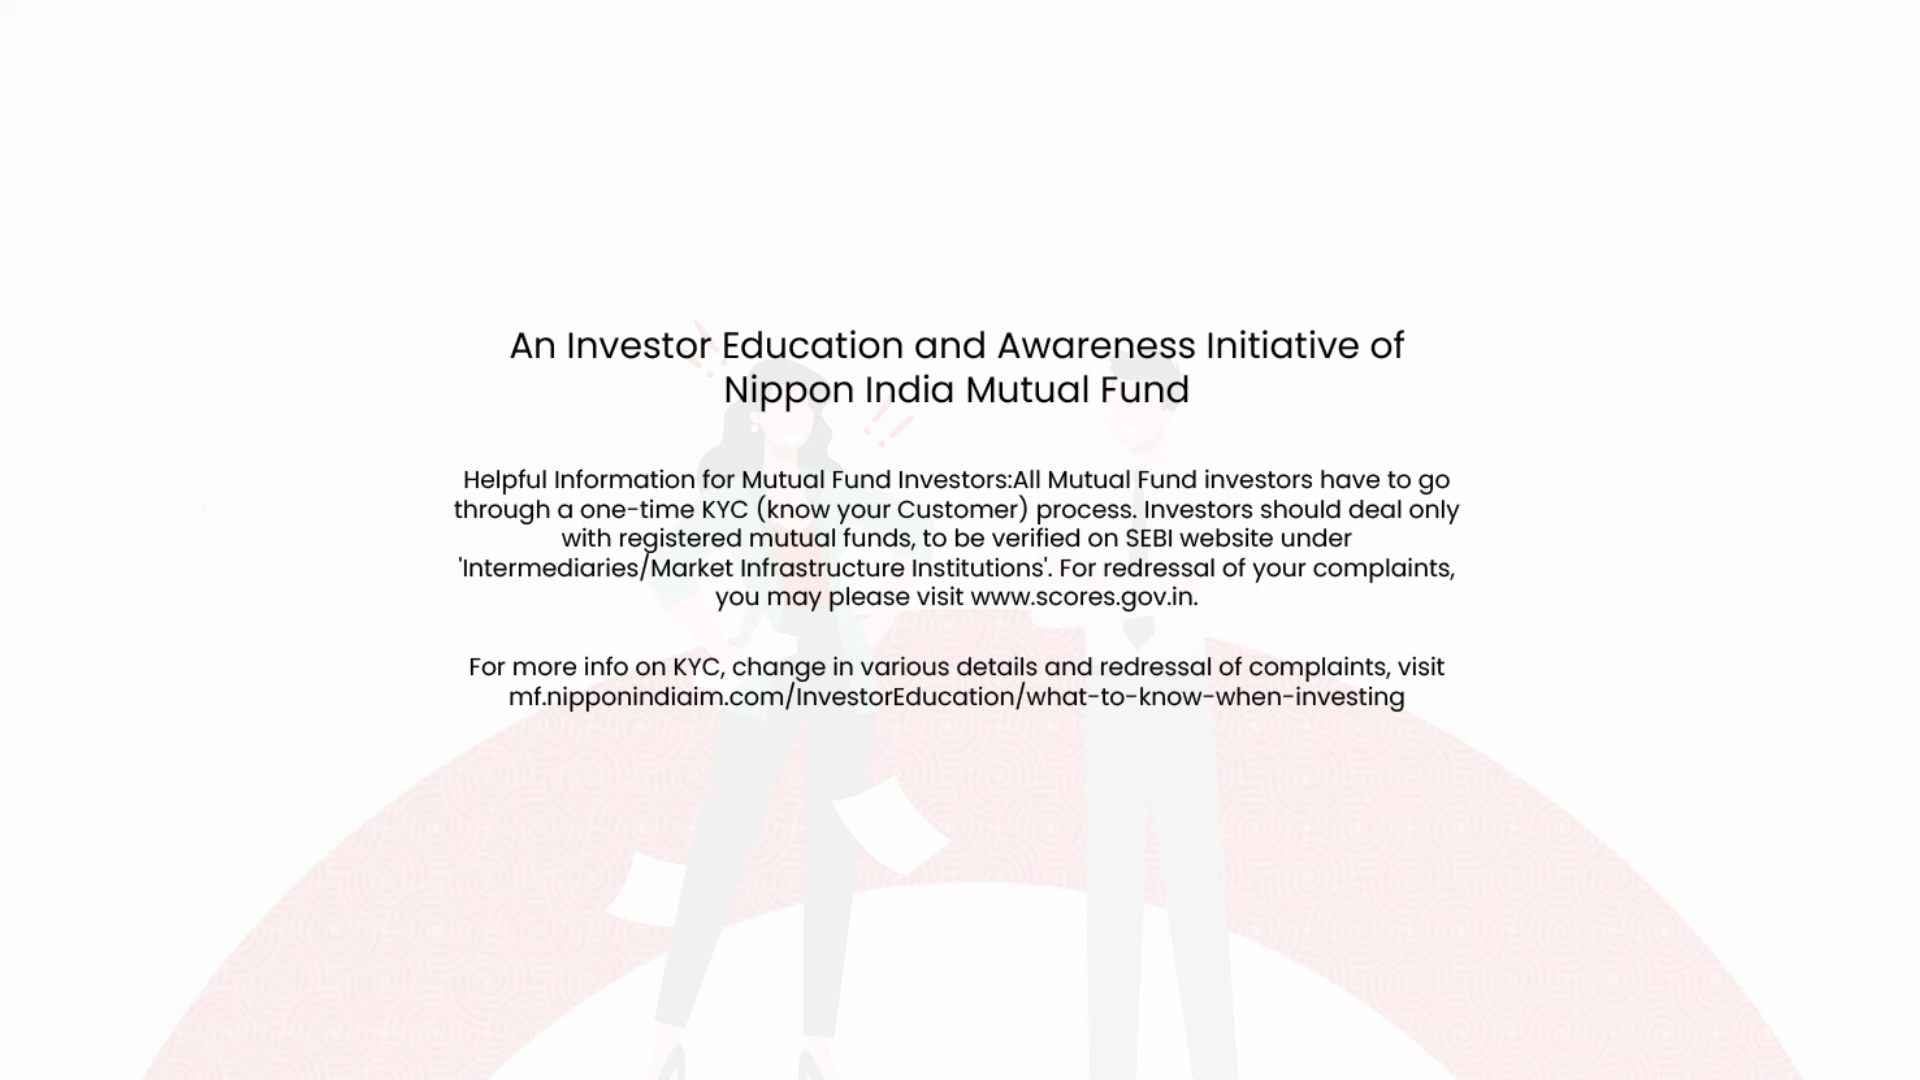 An Investor Education and Awareness Initiative of
Nippon India Mutual Fund
Helpful Information for Mutual Fund Investors:All Mutual Fund investors have to go
through a one-time KYC (know your Customer) process. Investors should deal only
with registered mutual funds, to be verified on SEBI website under
'Intermediaries/Market Infrastructure Institutions'. For redressal of your complaints,
you may please visit www.scores.gov.in.
For more info on KYC, change in various details and redressal of complaints, visit
mf.nipponindiaim.com/InvestorEducation/what-to-know-when-investing